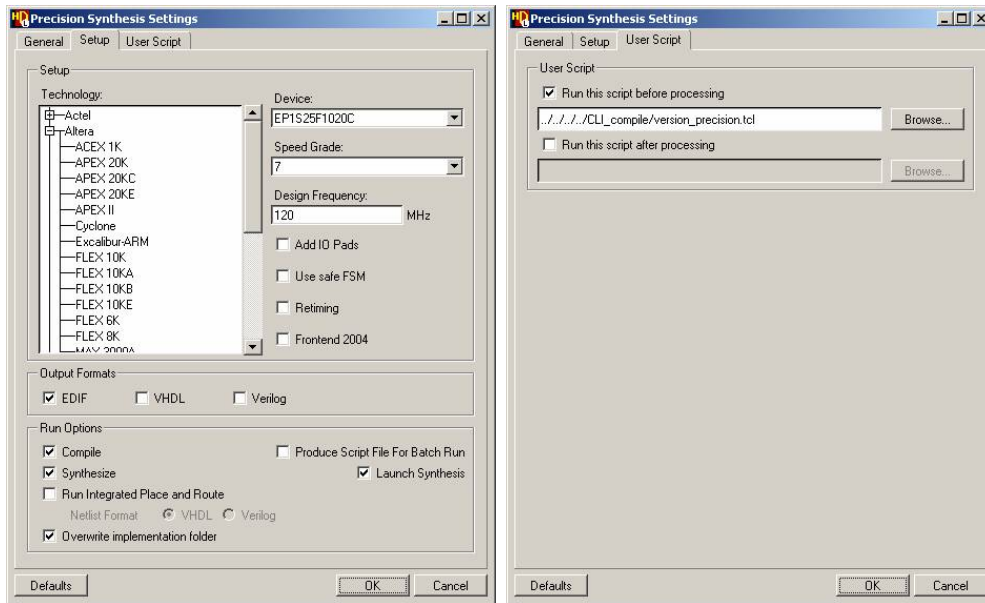 Precision Synthesis Settings
General Setup User Script
Setup
Technology:
Actel
Altera
ACEX 1K
APEX 20K
APEX 20KC
APEX 20KE
APEX II
Cyclone
Excalibur-ARM
FLEX 10K
FLEX 10KA
FLEX 10KB
FLEX 10KE
FLEX 6K
FLEX 8K
MAX 3000A
Device:
EP1S25F1020C
Speed Grade:
7
Design Frequency:
120 MHz
Add IO Pads
Use safe FSM
Retiming
Frontend 2004
Output Formats
EDIF VHDL Verilog
Run Options
Compile Produce Script File For Batch Run
Synthesize Launch Synthesis
Run Integrated Place and Route
Netlist Format VHDL Verilog
Overwrite implementation folder
Defaults OK Cancel
Precision Synthesis Settings
General Setup User Script
User Script
Run this script before processing
../../../../CLI_compile/version_precision.tcl Browse...
Run this script after processing
Browse...
Defaults OK Cancel